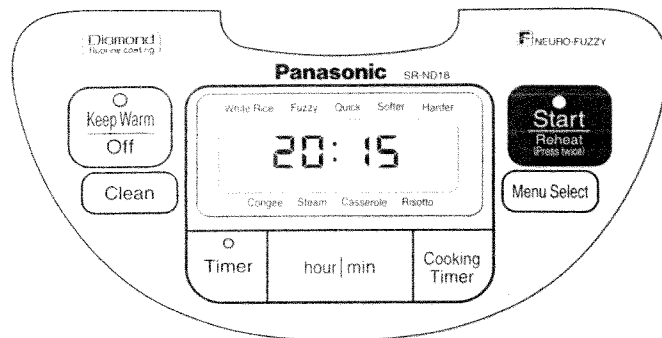 Diamond
fluorine coating
NEURO-FUZZY
Panasonic SR-ND18
White Rice Fuzzy Quick Softer Harder
20:15
Congee Steam Casserole Risotto
Keep Warm
Off
Clean
Start
Reheat
(Press twice)
Menu Select
Timer
hour|min
Cooking
Timer